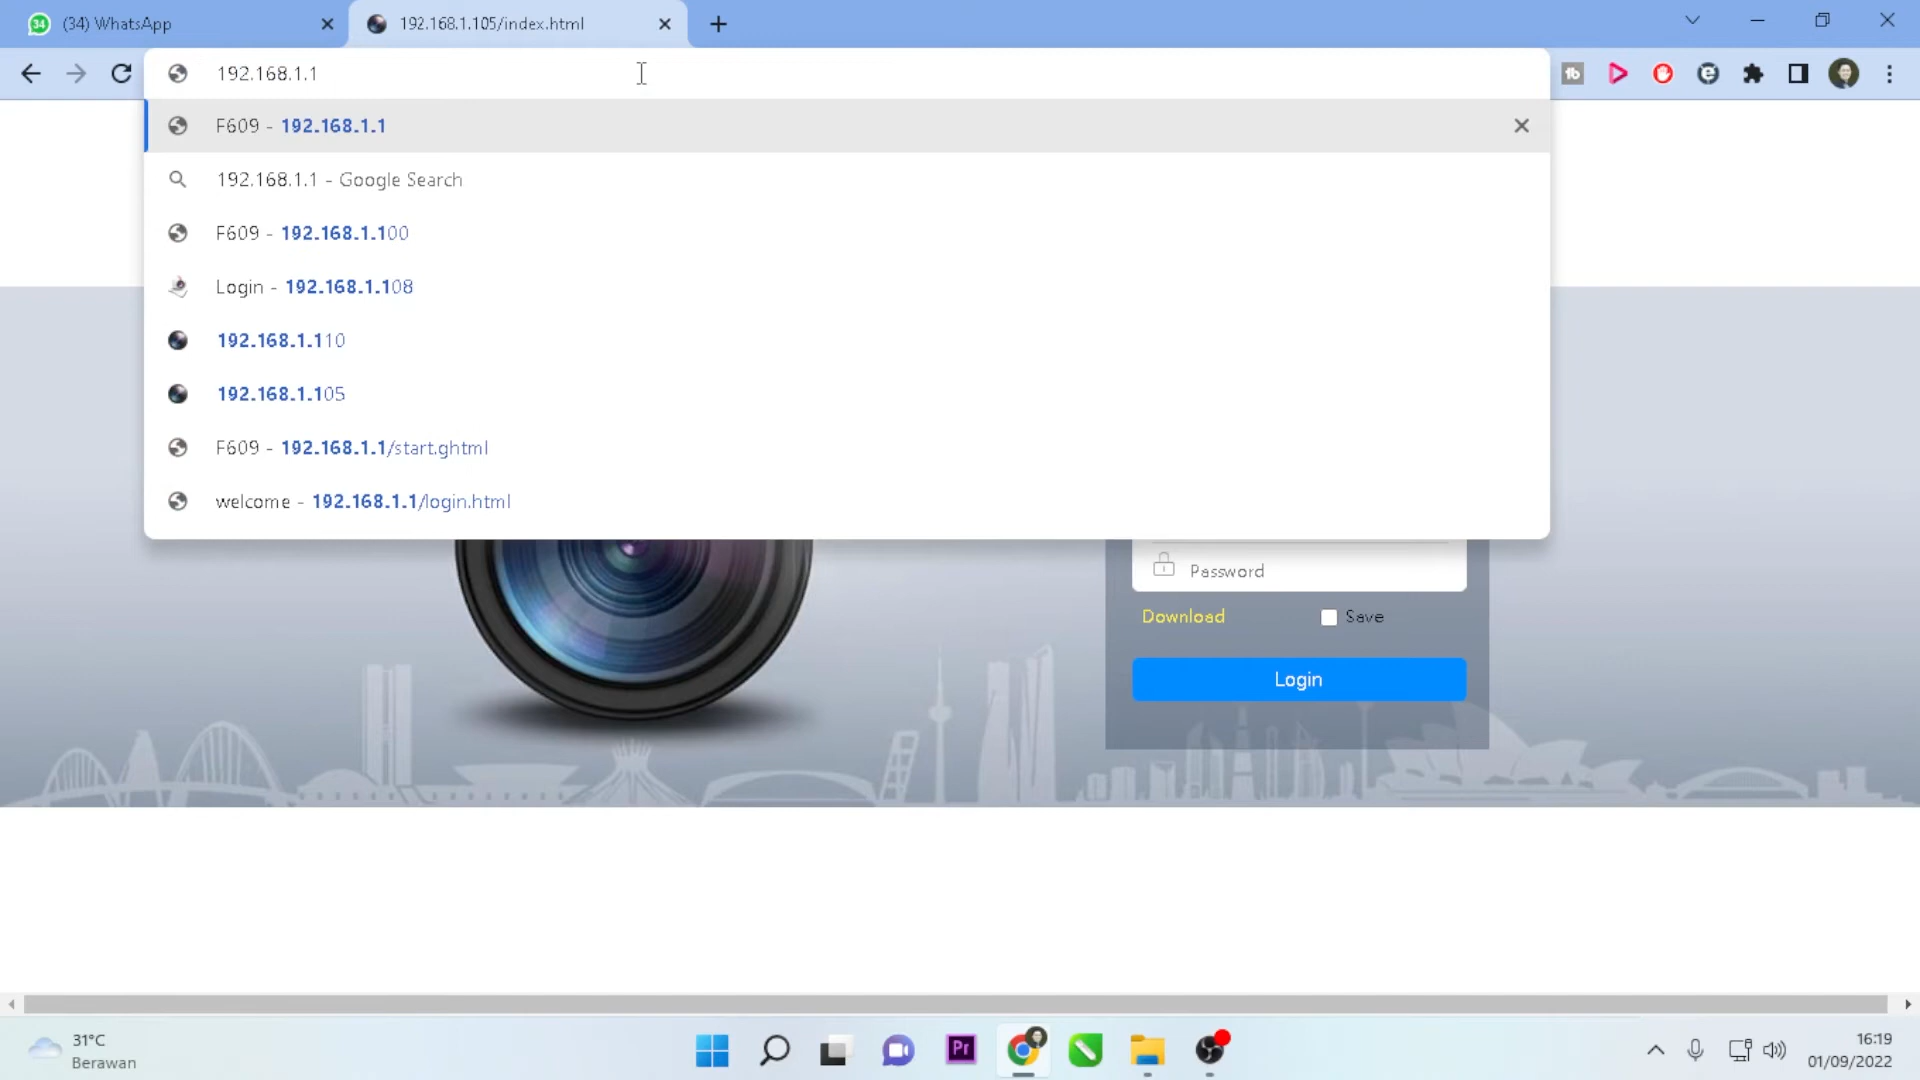 34
(34) WhatsApp
192.168.1.105/index.html
192.168.1.1
F609 - 192.168.1.1
192.168.1.1 - Google Search
F609 - 192.168.1.100
Login - 192.168.1.108
192.168.1.110
192.168.1.105
F609 - 192.168.1.1/start.ghtml
welcome - 192.168.1.1/login.html
Password
Download
Save
Login
31°C
Berawan
Pr
16:19
01/09/2022